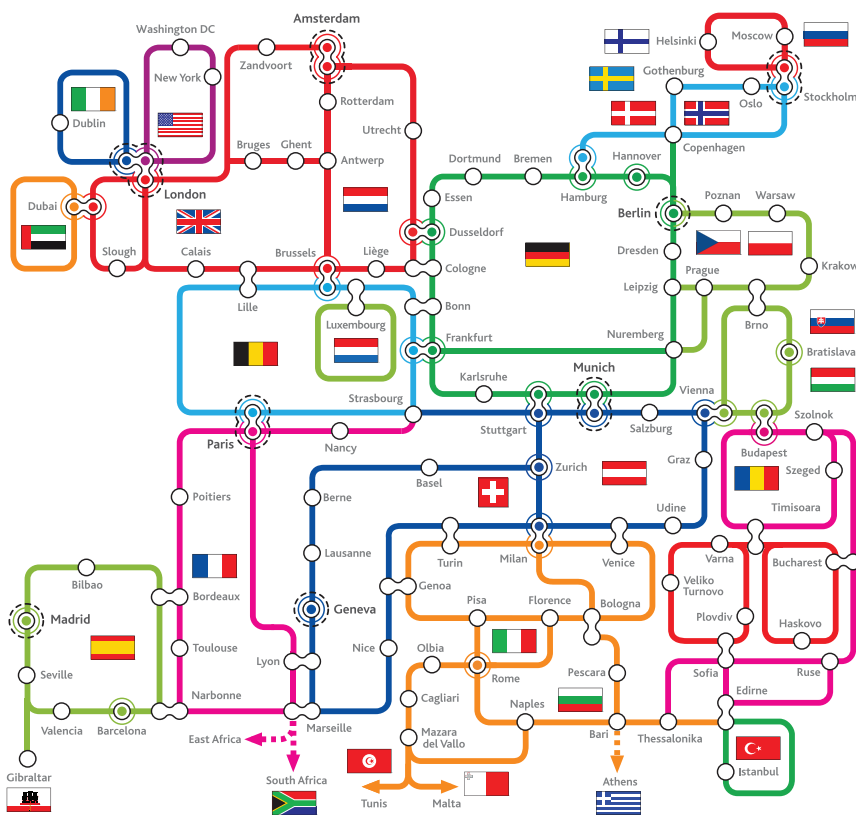 Amsterdam
Washington DC
Moscow
Helsinki
Zandvoort
Gothenburg
New York
Oslo
Stockholm
Rotterdam
Dublin
Utrecht
Copenhagen
Bruges
Ghent
Antwerp
Dortmund
Bremen
Hannover
London
Essen
Hamburg
Poznan
Warsaw
Dubai
Berlin
Dusseldorf
Slough
Calais
Brussels
Liège
Cologne
Dresden
Prague
Krakow
Leipzig
Lille
Bonn
Luxembourg
Brno
Frankfurt
Nuremberg
Bratislava
Karlsruhe
Munich
Strasbourg
Vienna
Paris
Nancy
Stuttgart
Salzburg
Szolnok
Budapest
Graz
Basel
Zurich
Szeged
Poitiers
Berne
Udine
Timisoara
Lausanne
Turin
Milan
Venice
Varna
Bucharest
Bilbao
Genoa
Veliko
Turnovo
Bordeaux
Pisa
Florence
Bologna
Madrid
Geneva
Plovdiv
Haskovo
Toulouse
Nice
Olbia
Lyon
Rome
Pescara
Sofia
Ruse
Seville
Narbonne
Cagliari
Naples
Edirne
Valencia
Barcelona
Marseille
Mazara
del Vallo
Bari
Thessalonika
East Africa
Istanbul
Gibraltar
South Africa
Tunis
Malta
Athens